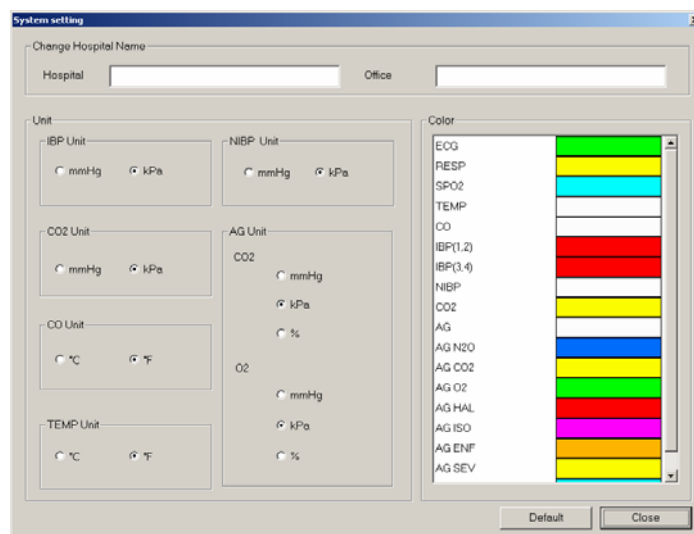 System setting
Change Hospital Name
Hospital
Office
Unit
IBP Unit
mmHg kPa
NIBP Unit
mmHg kPa
CO2 Unit
mmHg kPa
AG Unit
CO2
mmHg
kPa
%
O2
mmHg
kPa
%
CO Unit
°C °F
TEMP Unit
°C °F
Color
ECG
RESP
SPO2
TEMP
CO
IBP(1,2)
IBP(3,4)
NIBP
CO2
AG
AG N2O
AG CO2
AG O2
AG HAL
AG ISO
AG ENF
AG SEV
Default
Close